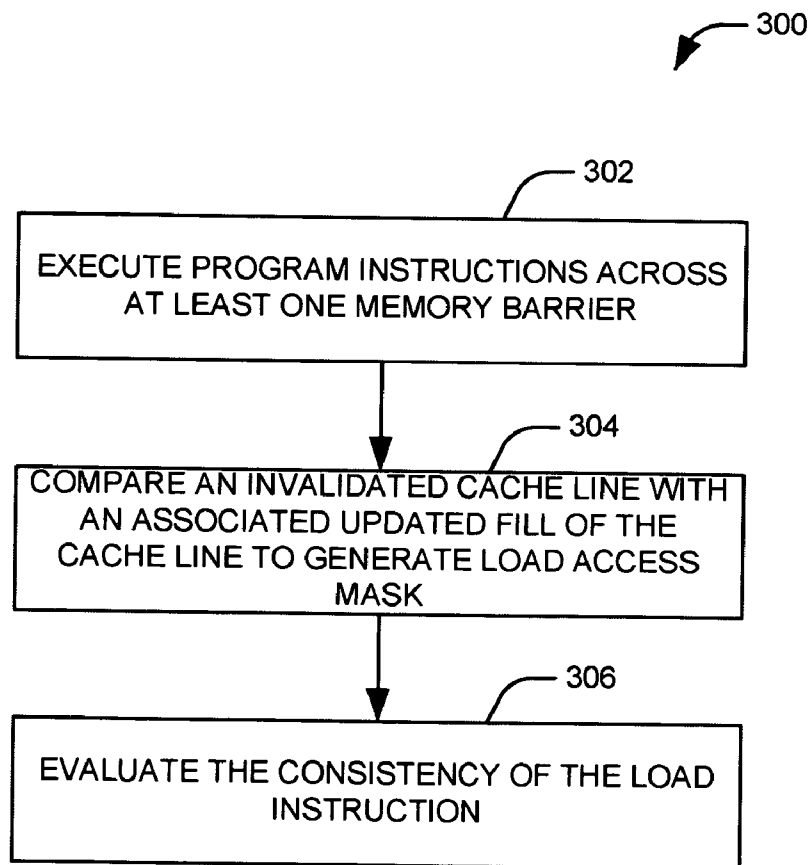 300
302
EXECUTE PROGRAM INSTRUCTIONS ACROSS
AT LEAST ONE MEMORY BARRIER
304
COMPARE AN INVALIDATED CACHE LINE WITH
AN ASSOCIATED UPDATED FILL OF THE
CACHE LINE TO GENERATE LOAD ACCESS
MASK
306
EVALUATE THE CONSISTENCY OF THE LOAD
INSTRUCTION